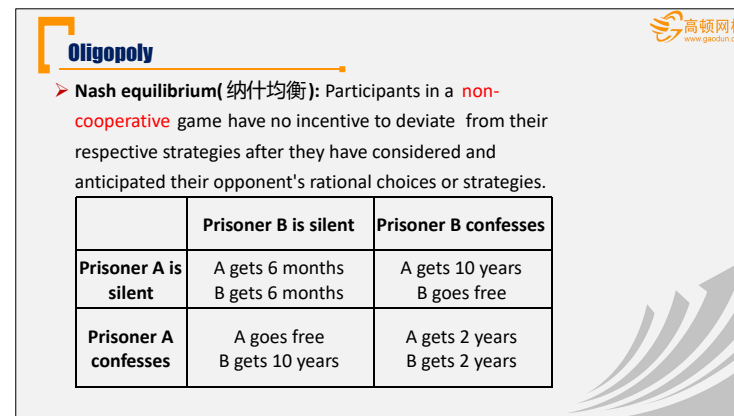 高顿网校
www.gaodun.c
Oligopoly
➢ Nash equilibrium( 纳什均衡): Participants in a non-
cooperative game have no incentive to deviate from their
respective strategies after they have considered and
anticipated their opponent's rational choices or strategies.
Prisoner B is silent Prisoner B confesses
Prisoner A is
silent
A gets 6 months
B gets 6 months
A gets 10 years
B goes free
Prisoner A
confesses
A goes free
B gets 10 years
A gets 2 years
B gets 2 years